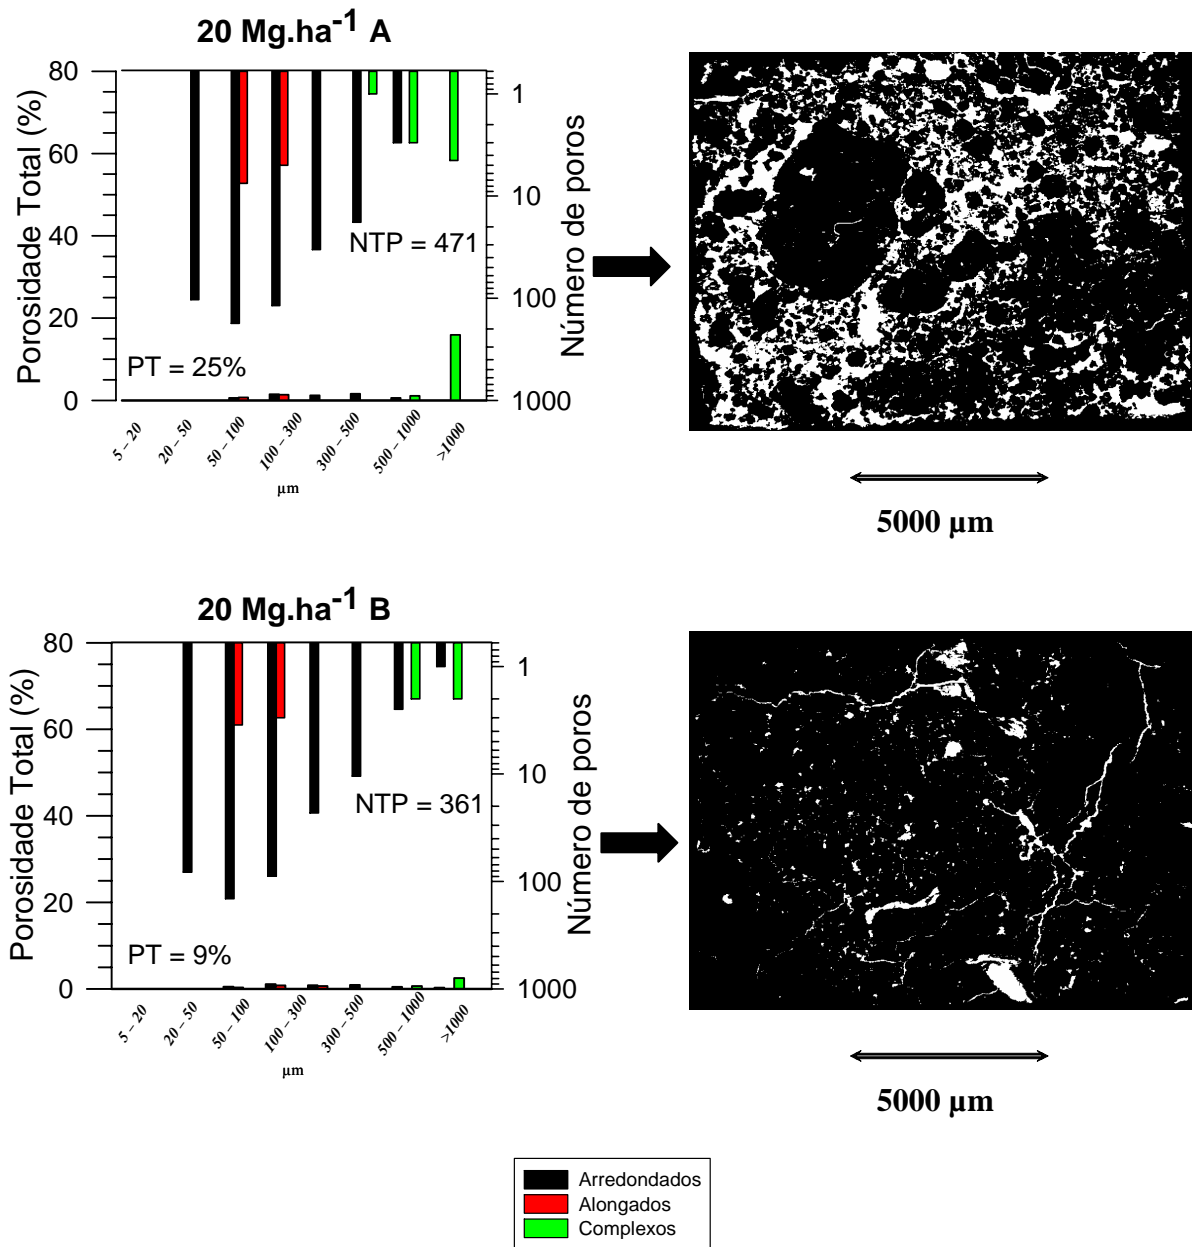 20 Mg.ha-1 A
Porosidade Total (%)
80
60
40
20
0
NTP = 471
PT = 25%
1
10
100
1000
Número de poros
5 – 20
20 – 50
50 – 100
100 – 300
300 – 500
500 – 1000
>1000
µm
5000 µm
20 Mg.ha-1 B
Porosidade Total (%)
80
60
40
20
0
NTP = 361
PT = 9%
1
10
100
1000
Número de poros
5 – 20
20 – 50
50 – 100
100 – 300
300 – 500
500 – 1000
>1000
µm
5000 µm
Arredondados
Alongados
Complexos